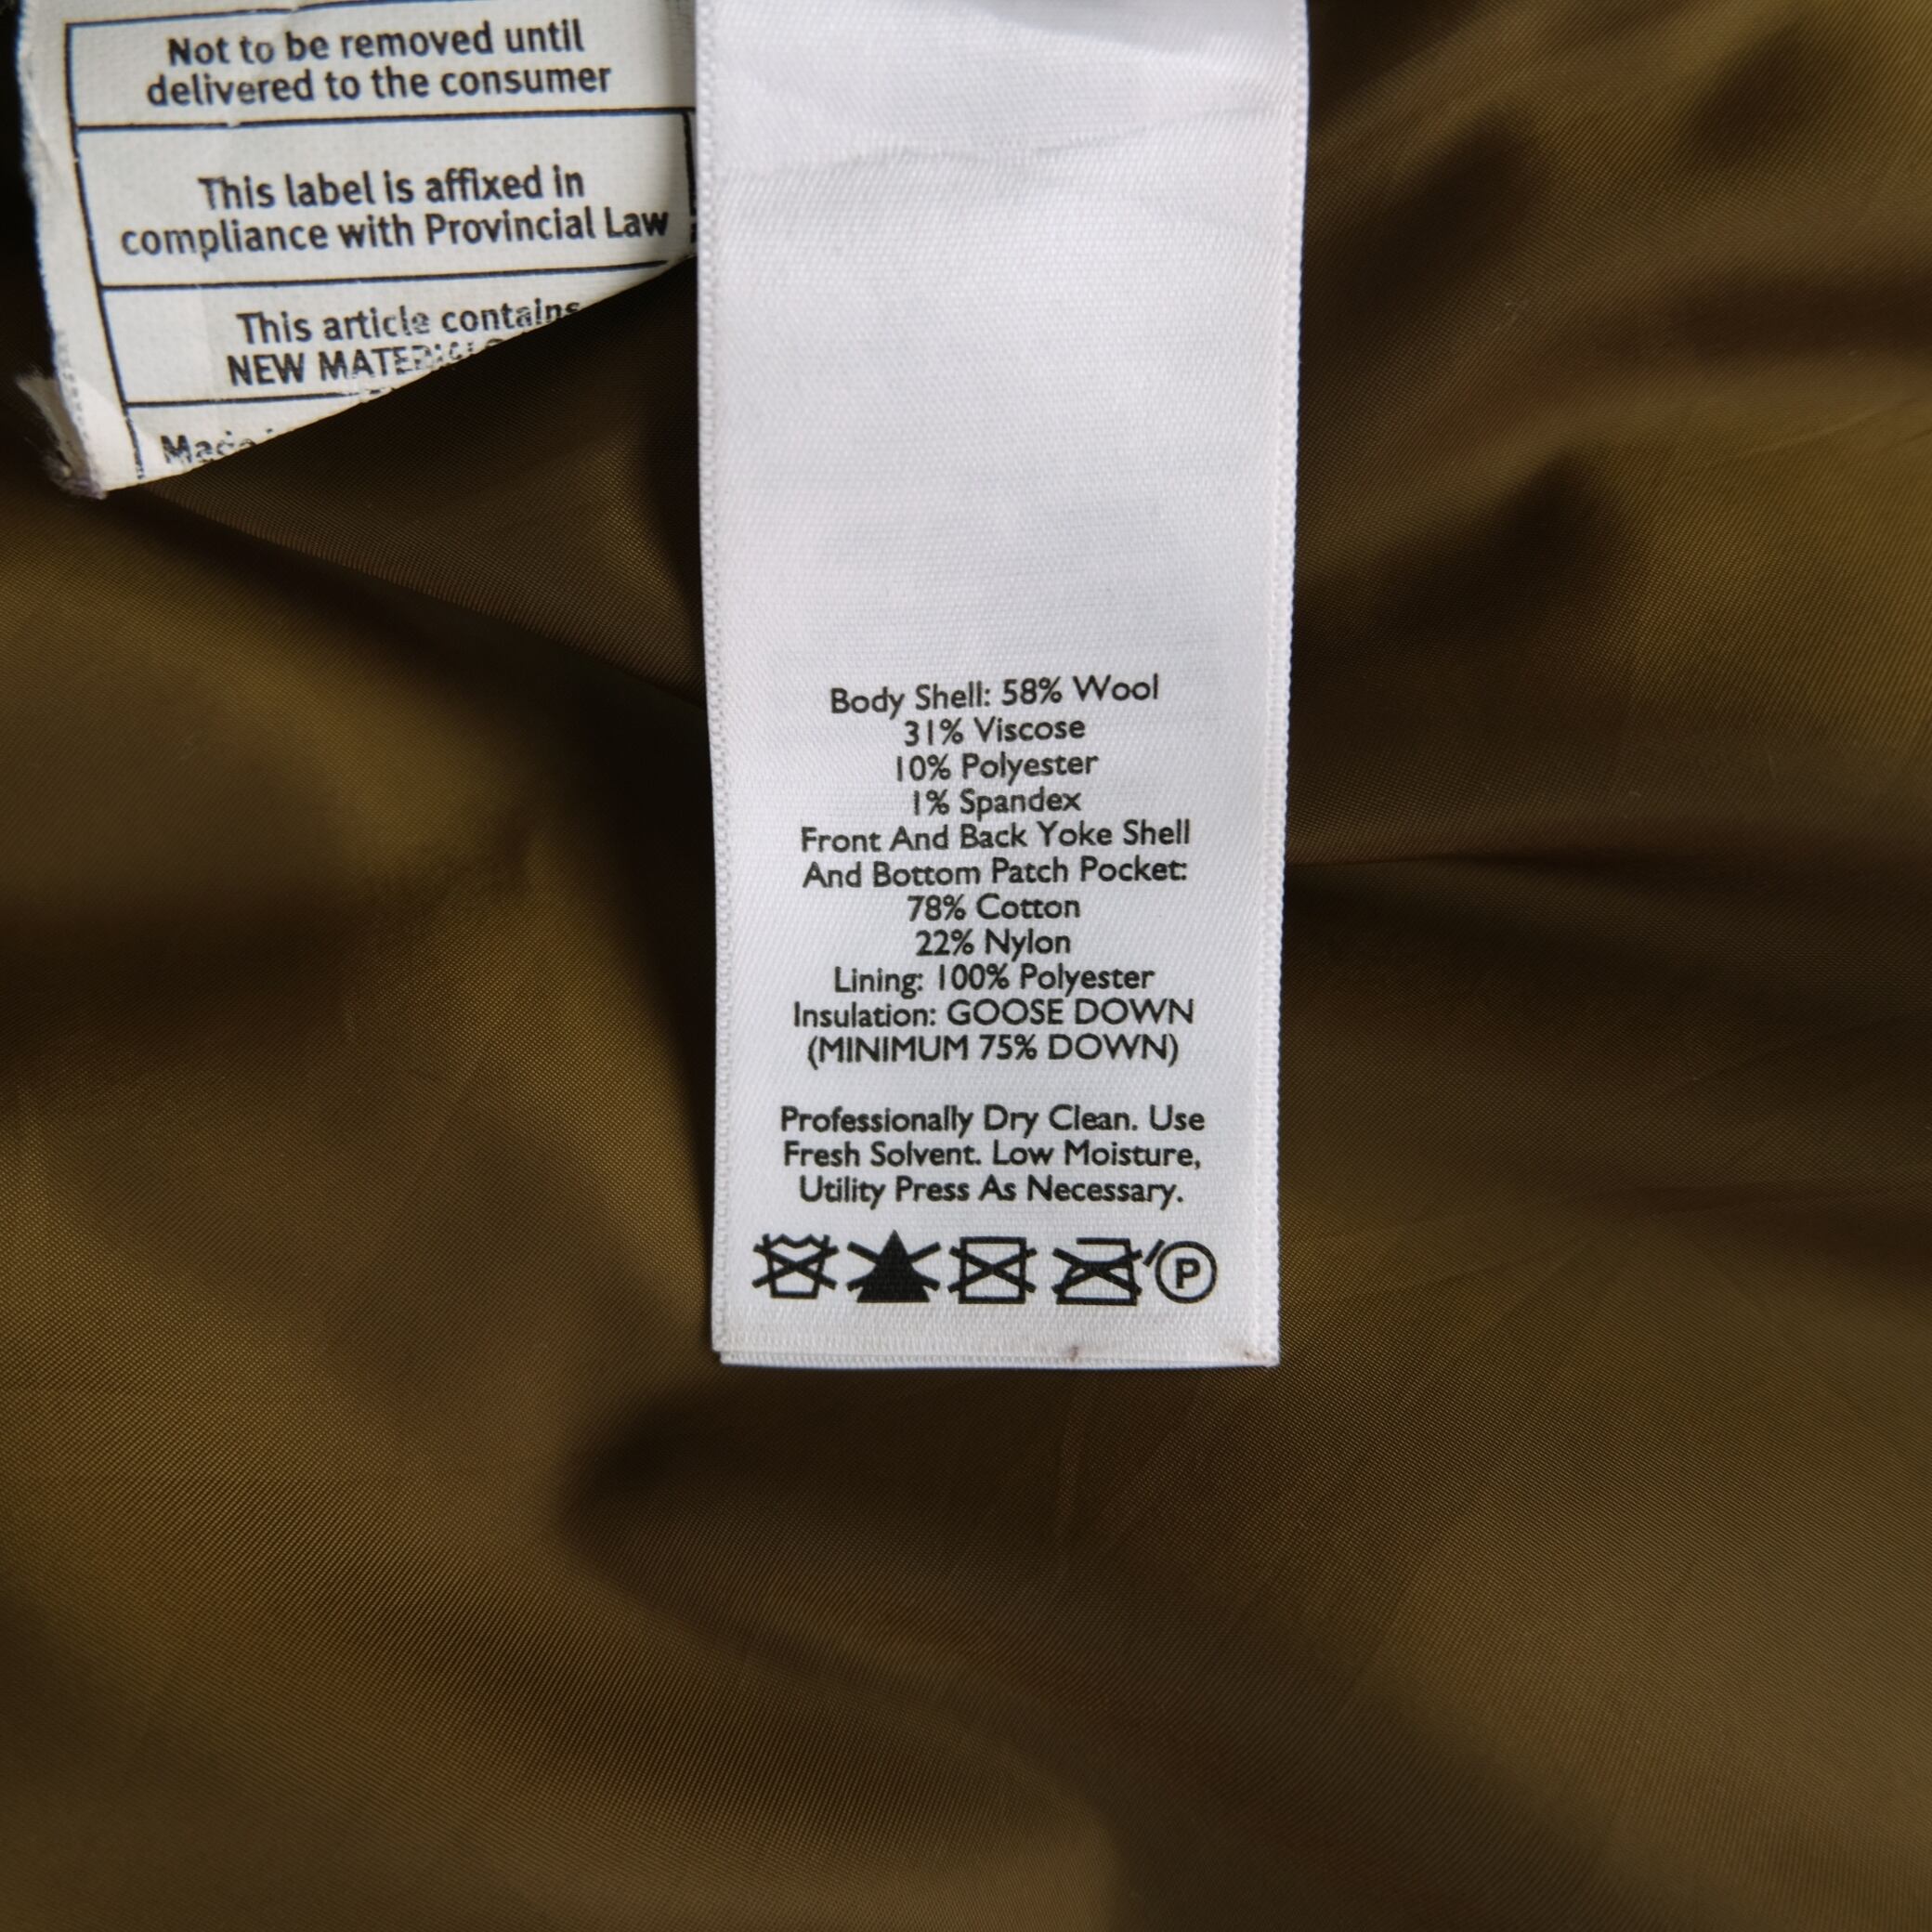 Not to be removed until
delivered to the consumer
This label is affixed in
compliance with Provincial Law
This article contains
NEW
Body Shell: 58% Wool
31% Viscose
10% Polyester
1% Spandex
Front And Back Yoke Shell
And Bottom Patch Pocket:
78% Cotton
22% Nylon
Lining: 100% Polyester
Insulation: GOOSE DOWN
(MINIMUM 75% DOWN)
Professionally Dry Clean. Use
Fresh Solvent. Low Moisture,
Utility Press As Necessary.
P